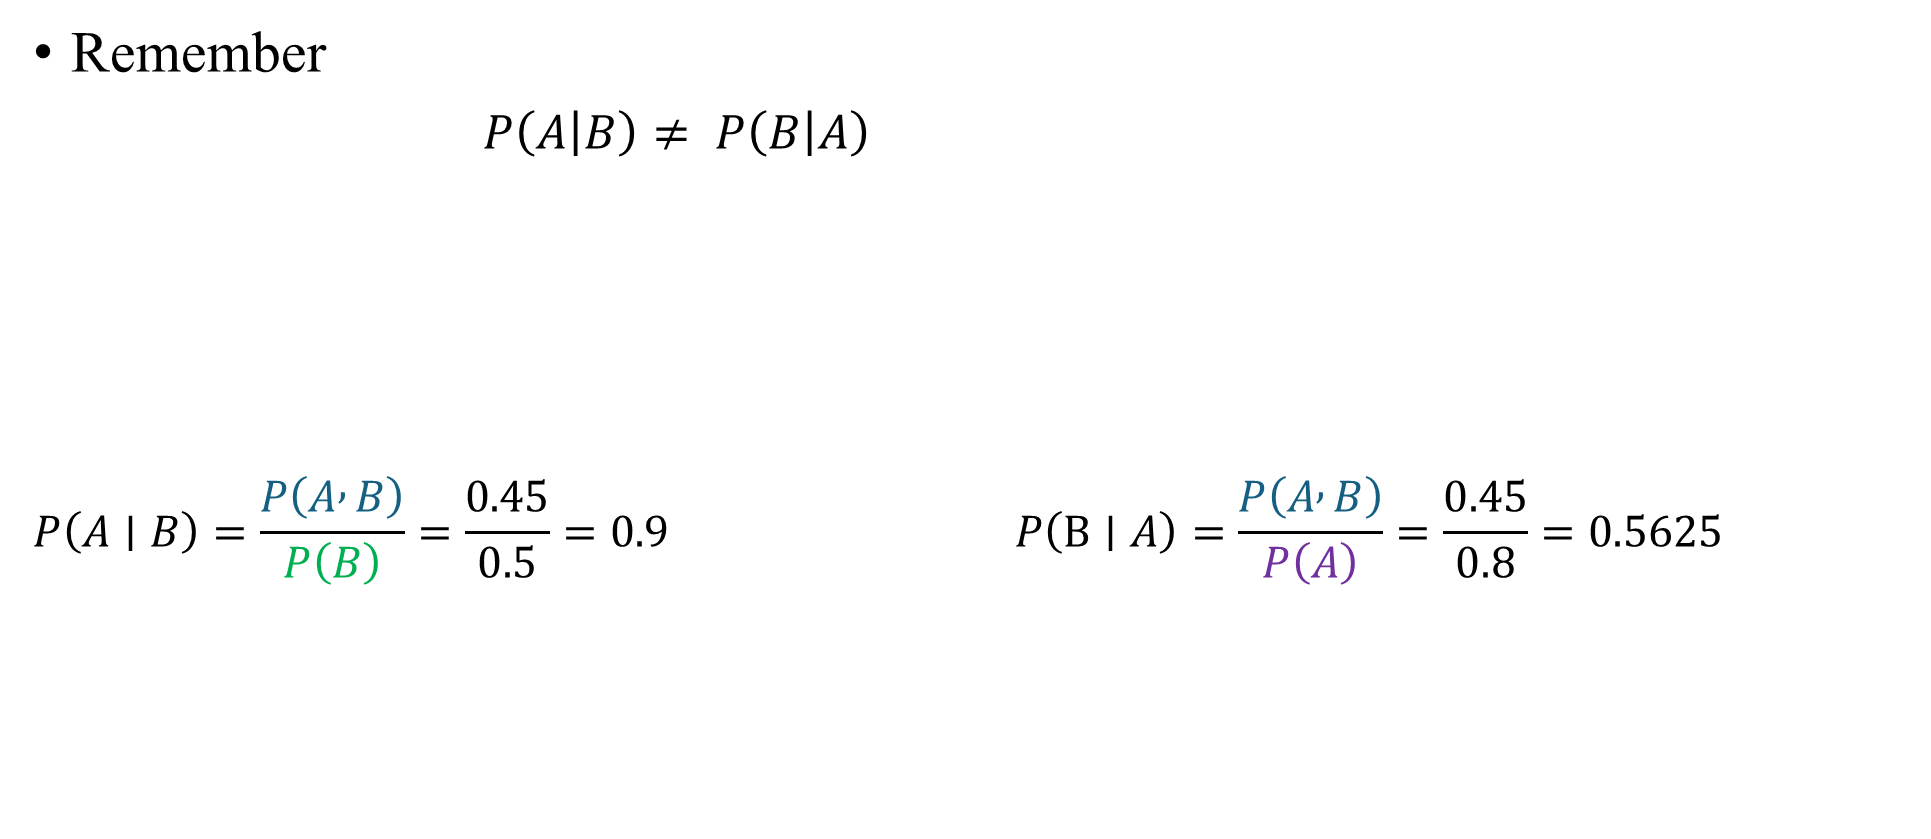 • Remember
P(A|B) ≠ P(B|A)
P(A ∣ B) = P(A, B) / P(B) = 0.45 / 0.5 = 0.9
P(B ∣ A) = P(A, B) / P(A) = 0.45 / 0.8 = 0.5625